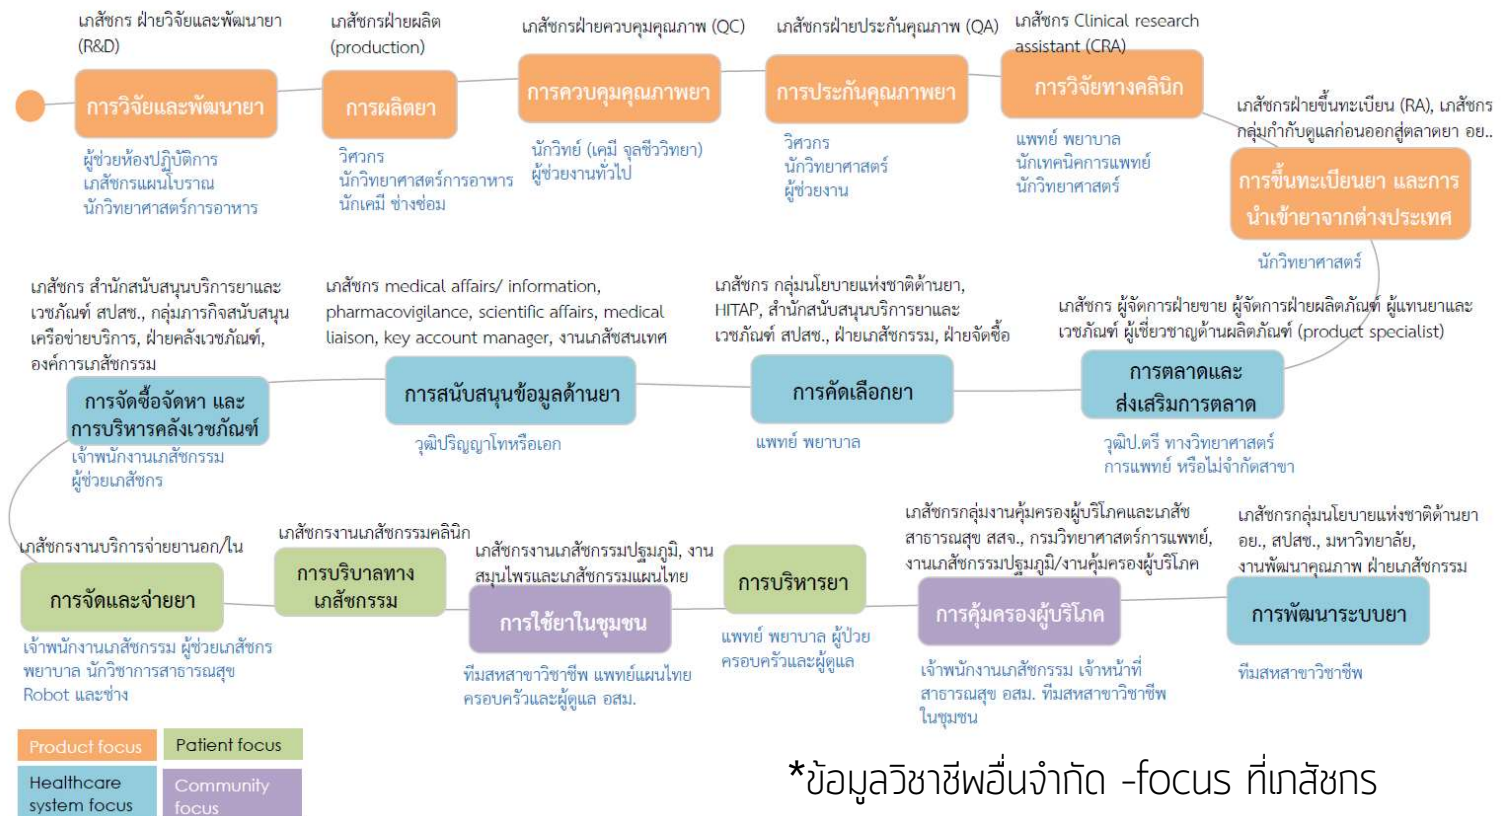 เภสัชกร ฝ่ายวิจัยและพัฒนายา
(R&D)
การวิจัยและพัฒนายา
ผู้ช่วยห้องปฏิบัติการ
เภสัชกรแผนโบราณ
นักวิทยาศาสตร์การอาหาร
เภสัชกรฝ่ายผลิต
(production)
การผลิตยา
วิศวกร
นักวิทยาศาสตร์การอาหาร
นักเคมี ช่างซ่อม
เภสัชกรฝ่ายควบคุมคุณภาพ (QC)
การควบคุมคุณภาพยา
นักวิทย์ (เคมี จุลชีววิทยา)
ผู้ช่วยงานทั่วไป
เภสัชกรฝ่ายประกันคุณภาพ (QA)
การประกันคุณภาพยา
วิศวกร
นักวิทยาศาสตร์
ผู้ช่วยงาน
เภสัชกร Clinical research
assistant (CRA)
การวิจัยทางคลินิก
แพทย์ พยาบาล
นักเทคนิคการแพทย์
นักวิทยาศาสตร์
เภสัชกรฝ่ายขึ้นทะเบียน (RA), เภสัชกร
กลุ่มกำกับดูแลก่อนออกสู่ตลาดยา อย..
การขึ้นทะเบียนยา และการ
นำเข้ายาจากต่างประเทศ
นักวิทยาศาสตร์
เภสัชกร สำนักสนับสนุนบริการยาและ
เวชภัณฑ์ สปสช., กลุ่มภารกิจสนับสนุน
เครือข่ายบริการ, ฝ่ายคลังเวชภัณฑ์,
องค์การเภสัชกรรม
การจัดซื้อจัดหา และ
การบริหารคลังเวชภัณฑ์
เจ้าพนักงานเภสัชกรรม
ผู้ช่วยเภสัชกร
เภสัชกร medical affairs/ information,
pharmacovigilance, scientific affairs, medical
liaison, key account manager, งานเภสัชสนเทศ
การสนับสนุนข้อมูลด้านยา
วุฒิปริญญาโทหรือเอก
เภสัชกร กลุ่มนโยบายแห่งชาติด้านยา,
HITAP, สำนักสนับสนุนบริการยาและ
เวชภัณฑ์ สปสช., ฝ่ายเภสัชกรรม, ฝ่ายจัดซื้อ
การคัดเลือกยา
แพทย์ พยาบาล
เภสัชกร ผู้จัดการฝ่ายขาย ผู้จัดการฝ่ายผลิตภัณฑ์ ผู้แทนยาและ
เวชภัณฑ์ ผู้เชี่ยวชาญด้านผลิตภัณฑ์ (product specialist)
การตลาดและ
ส่งเสริมการตลาด
วุฒิป.ตรี ทางวิทยาศาสตร์
การแพทย์ หรือไม่จำกัดสาขา
เภสัชกรงานบริการจ่ายยานอก/ใน
การจัดและจ่ายยา
เจ้าพนักงานเภสัชกรรม ผู้ช่วยเภสัชกร
พยาบาล นักวิชาการสาธารณสุข
Robot และช่าง
เภสัชกรงานเภสัชกรรมคลินิก
การบริบาลทาง
เภสัชกรรม
เภสัชกรงานเภสัชกรรมปฐมภูมิ, งาน
สมุนไพรและเภสัชกรรมแผนไทย
การใช้ยาในชุมชน
ทีมสหสาขาวิชาชีพ แพทย์แผนไทย
ครอบครัวและผู้ดูแล อสม.
การบริหารยา
แพทย์ พยาบาล ผู้ป่วย
ครอบครัวและผู้ดูแล
เภสัชกรกลุ่มงานคุ้มครองผู้บริโภคและเภสัช
สาธารณสุข สสจ., กรมวิทยาศาสตร์การแพทย์,
งานเภสัชกรรมปฐมภูมิ/งานคุ้มครองผู้บริโภค
การคุ้มครองผู้บริโภค
เจ้าพนักงานเภสัชกรรม เจ้าหน้าที่
สาธารณสุข อสม. ทีมสหสาขาวิชาชีพ
ในชุมชน
เภสัชกรกลุ่มนโยบายแห่งชาติด้านยา
อย., สปสช., มหาวิทยาลัย,
งานพัฒนาคุณภาพ ฝ่ายเภสัชกรรม
การพัฒนาระบบยา
ทีมสหสาขาวิชาชีพ
Product focus
Patient focus
Healthcare
system focus
Community
focus
*ข้อมูลวิชาชีพอื่นจำกัด -focus ที่เภสัชกร